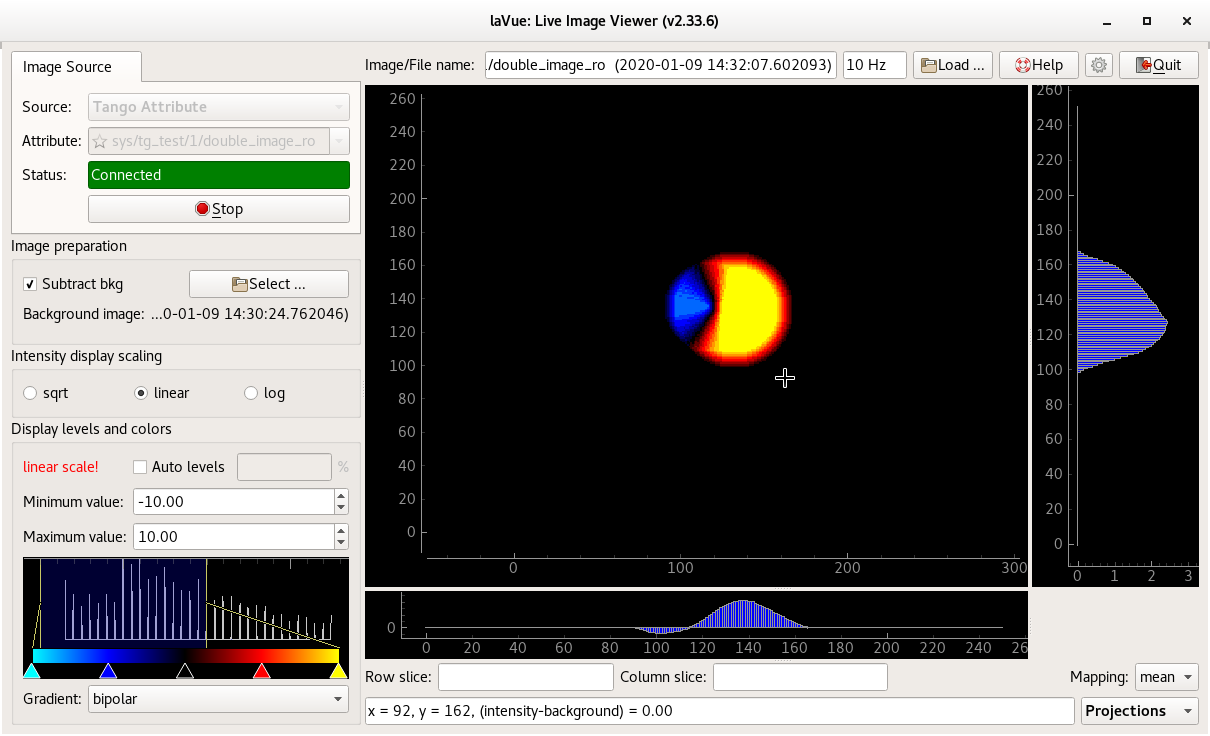 laVue: Live Image Viewer (v2.33.6)
Image Source
Image/File name: ./double_image_ro (2020-01-09 14:32:07.602093) 10 Hz Load ... Help Quit
Source: Tango Attribute
Attribute: sys/tg_test/1/double_image_ro
Status: Connected
Stop
Image preparation
Subtract bkg Select ...
Background image: ...0-01-09 14:30:24.762046)
Intensity display scaling
sqrt linear log
Display levels and colors
linear scale! Auto levels %
Minimum value: -10.00
Maximum value: 10.00
Gradient: bipolar
260
240
220
200
180
160
140
120
100
80
60
40
20
0
0 100 200 300
260
240
220
200
180
160
140
120
100
80
60
40
20
0
0 1 2 3
0
0 20 40 60 80 100 120 140 160 180 200 220 240 26
Row slice: Column slice: Mapping: mean
x = 92, y = 162, (intensity-background) = 0.00 Projections